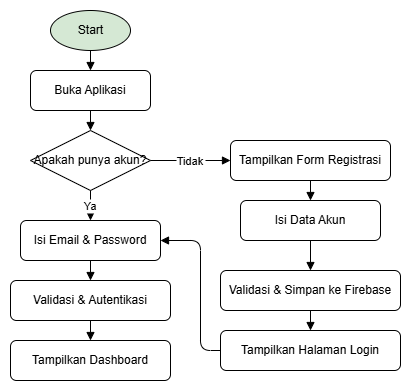 Start
Buka Aplikasi
Apakah punya akun?
Tidak
Tampilkan Form Registrasi
Ya
Isi Data Akun
Isi Email & Password
Validasi & Autentikasi
Validasi & Simpan ke Firebase
Tampilkan Dashboard
Tampilkan Halaman Login